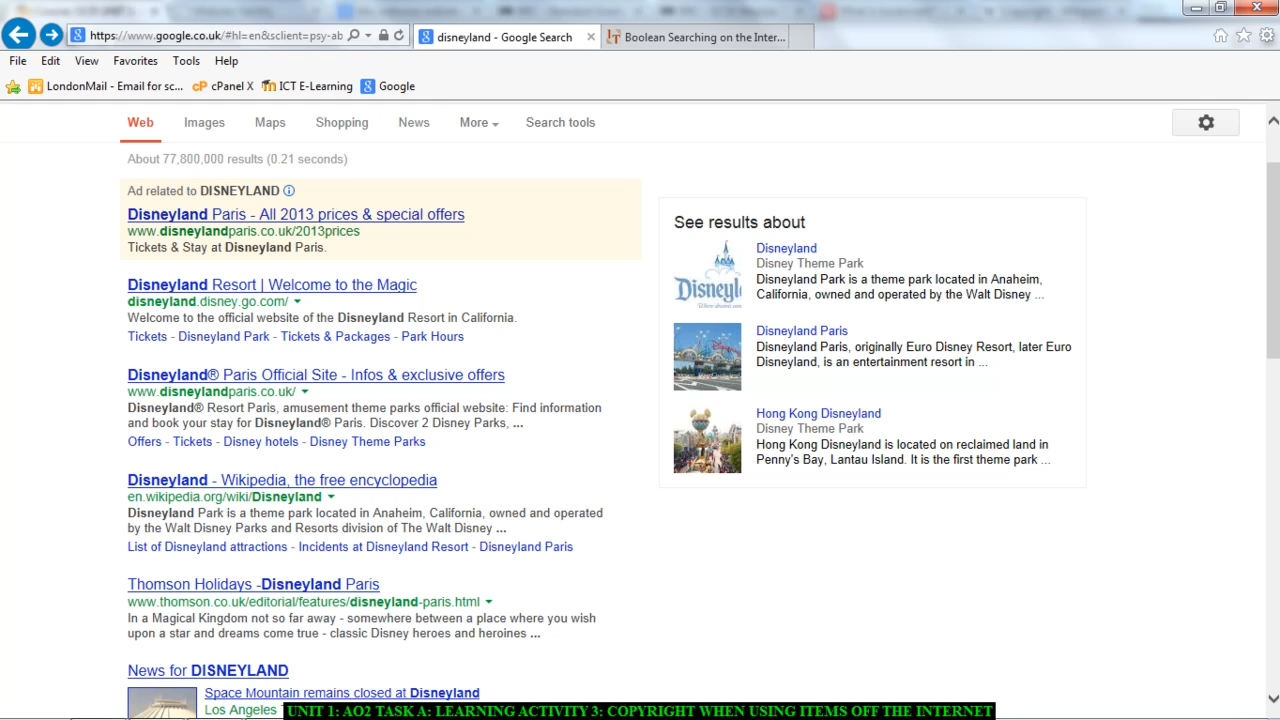 https://www.google.co.uk/#hl=en&sclient=psy-ab
disneyland - Google Search
Boolean Searching on the Inter...
File Edit View Favorites Tools Help
LondonMail - Email for sc... cP cPanel X ICT E-Learning Google
Web Images Maps Shopping News More Search tools
About 77,800,000 results (0.21 seconds)
Ad related to DISNEYLAND
Disneyland Paris - All 2013 prices & special offers
www.disneylandparis.co.uk/2013prices
Tickets & Stay at Disneyland Paris.
Disneyland Resort | Welcome to the Magic
disneyland.disney.go.com/
Welcome to the official website of the Disneyland Resort in California.
Tickets - Disneyland Park - Tickets & Packages - Park Hours
Disneyland® Paris Official Site - Infos & exclusive offers
www.disneylandparis.co.uk/
Disneyland® Resort Paris, amusement theme parks official website: Find information
and book your stay for Disneyland® Paris. Discover 2 Disney Parks, ...
Offers - Tickets - Disney hotels - Disney Theme Parks
Disneyland - Wikipedia, the free encyclopedia
en.wikipedia.org/wiki/Disneyland
Disneyland Park is a theme park located in Anaheim, California, owned and operated
by the Walt Disney Parks and Resorts division of The Walt Disney ...
List of Disneyland attractions - Incidents at Disneyland Resort - Disneyland Paris
Thomson Holidays -Disneyland Paris
www.thomson.co.uk/editorial/features/disneyland-paris.html
In a Magical Kingdom not so far away - somewhere between a place where you wish
upon a star and dreams come true - classic Disney heroes and heroines ...
News for DISNEYLAND
Space Mountain remains closed at Disneyland
Los Angeles
See results about
Disneyland
Disney Theme Park
Disneyland Park is a theme park located in Anaheim,
California, owned and operated by the Walt Disney ...
Disneyland Paris
Disneyland Paris, originally Euro Disney Resort, later Euro
Disneyland, is an entertainment resort in ...
Hong Kong Disneyland
Disney Theme Park
Hong Kong Disneyland is located on reclaimed land in
Penny's Bay, Lantau Island. It is the first theme park ...
UNIT 1: AO2 TASK A: LEARNING ACTIVITY 3: COPYRIGHT WHEN USING ITEMS OFF THE INTERNET